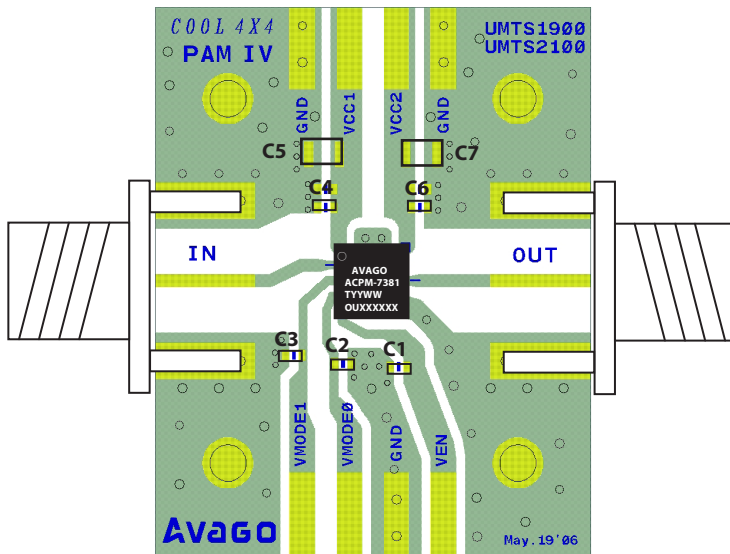 COOL 4X4
PAM IV
UMTS1900
UMTS2100
GND
VCC1
VCC2
GND
C5
C7
C4
C6
IN
OUT
AVAGO
ACPM-7381
TYYWW
OUXXXXXX
C3
C2
C1
VMODE1
VMODE0
GND
VEN
AVAGO
May.19'06